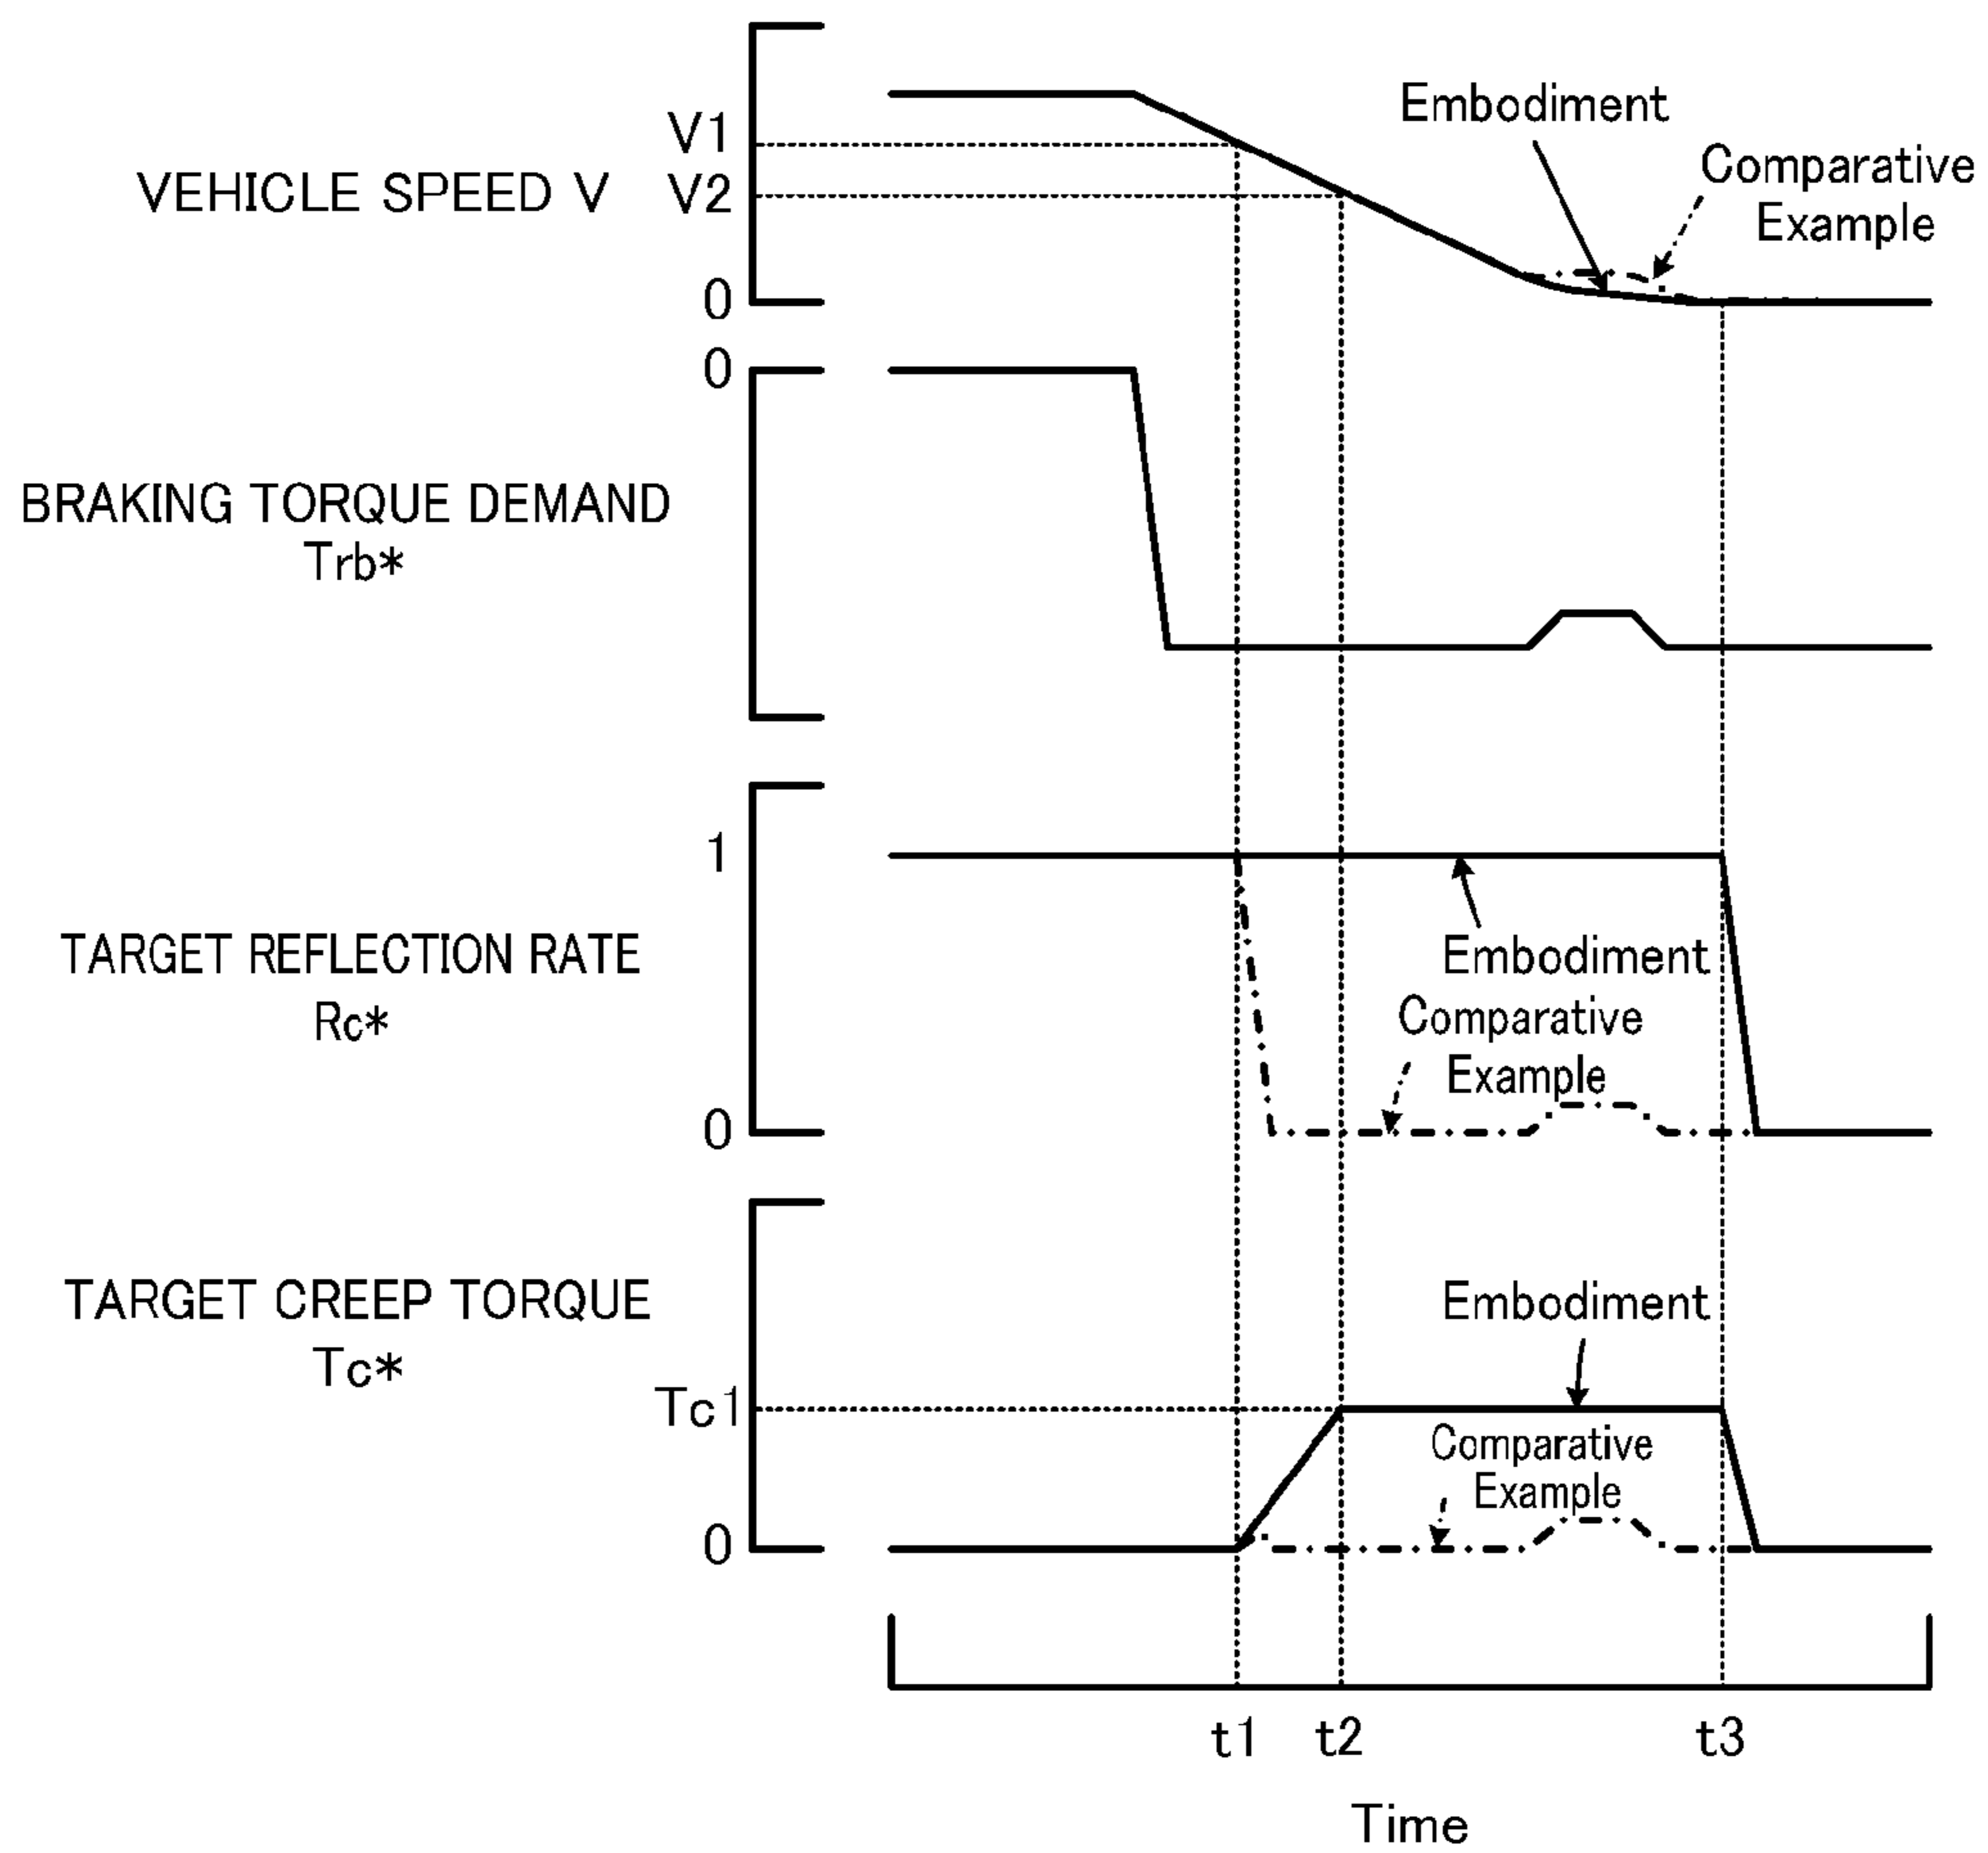 Embodiment
Comparative
Example
V1
VEHICLE SPEED V
V2
0
0
BRAKING TORQUE DEMAND
Trb*
1
TARGET REFLECTION RATE
Rc*
Embodiment
Comparative
Example
0
TARGET CREEP TORQUE
Tc*
Embodiment
Tc1
Comparative
Example
0
t1
t2
t3
Time